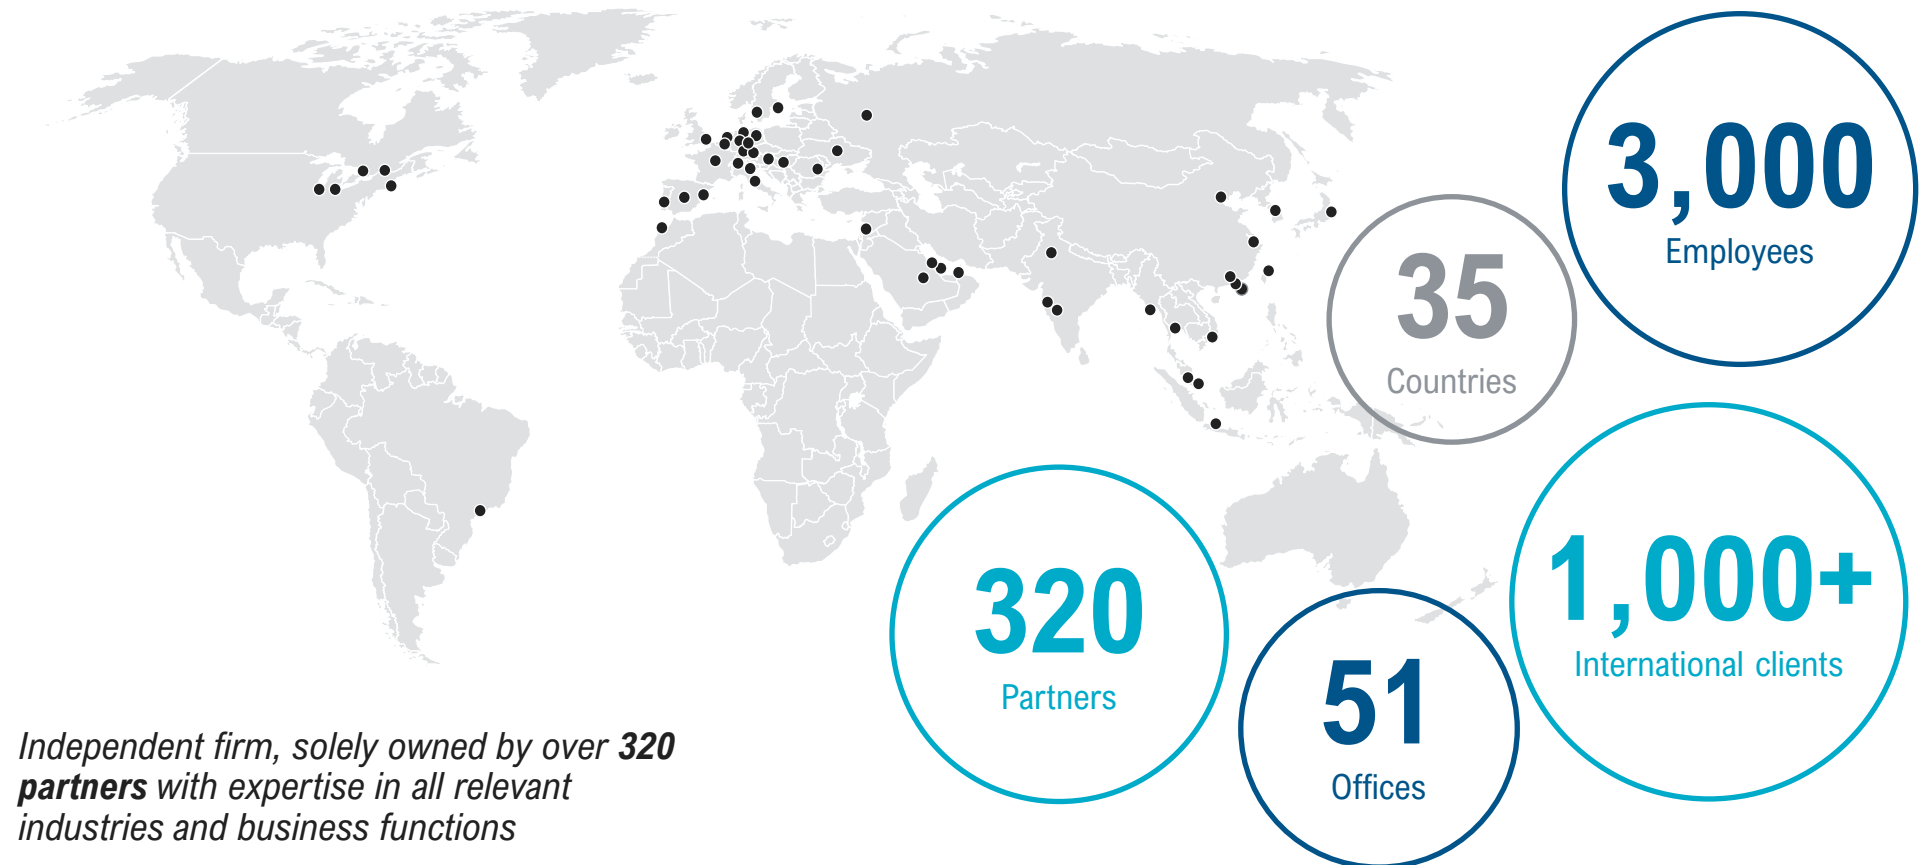 3,000
Employees
35
Countries
320
Partners
51
Offices
1,000+
International clients
Independent firm, solely owned by over 320
partners with expertise in all relevant
industries and business functions